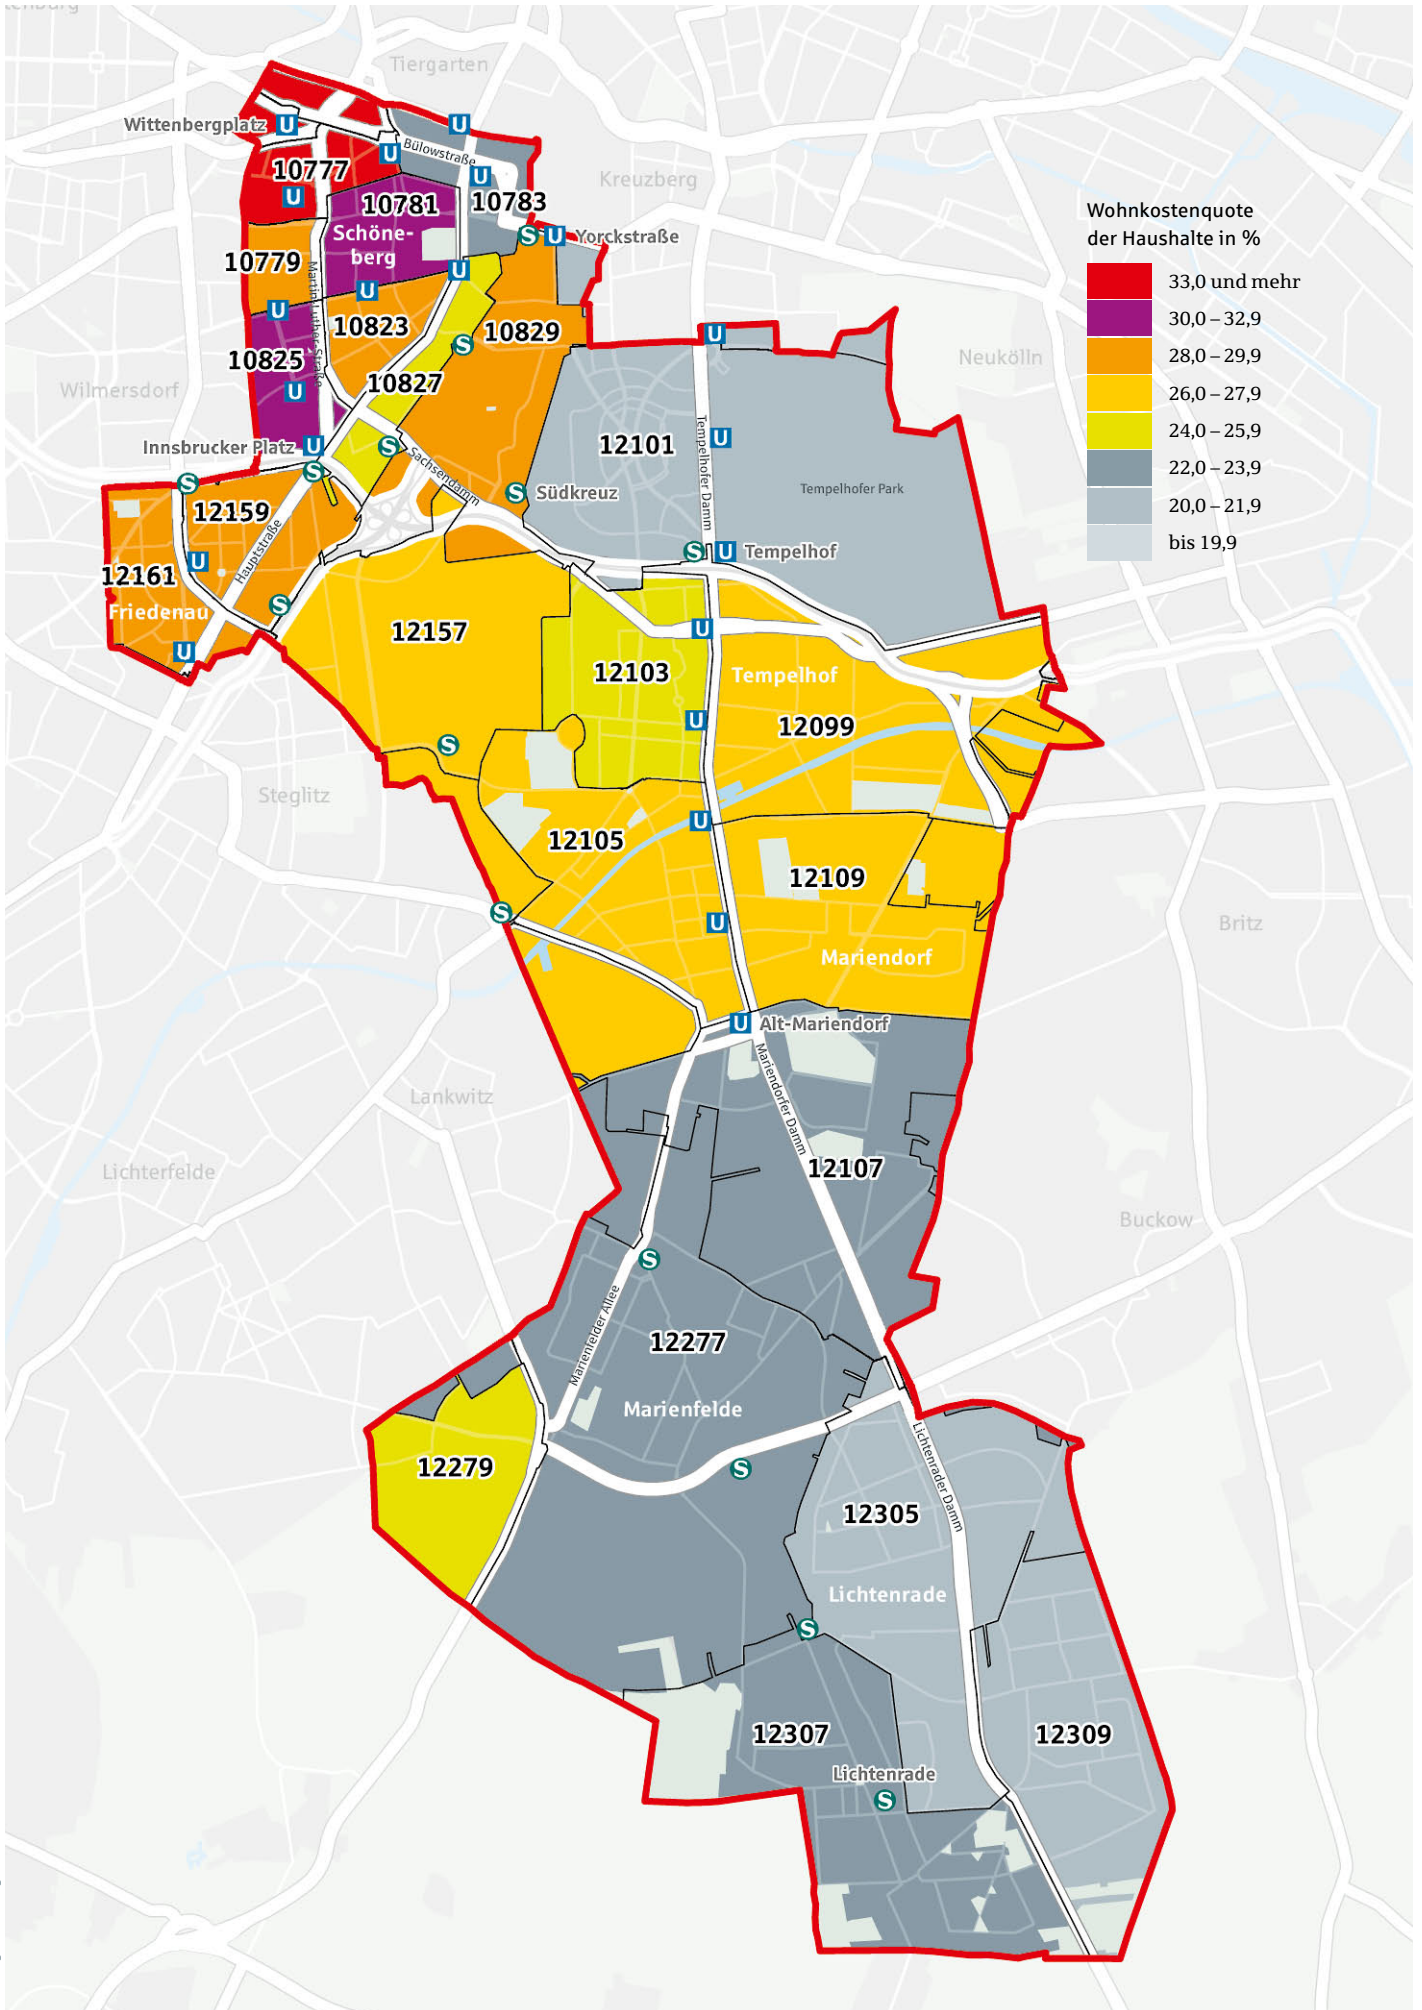 Tiergarten
Wittenbergplatz
U
U
U
Bülowstraße
U
10777
U
10781
10783
Kreuzberg
Schöne-
berg
S
U
Yorckstraße
10779
U
U
U
Martin-Luther-Straße
10823
10829
S
10825
10827
U
Wilmersdorf
U
Neukölln
Wohnkostenquote
der Haushalte in %
33,0 und mehr
30,0 – 32,9
28,0 – 29,9
26,0 – 27,9
24,0 – 25,9
22,0 – 23,9
20,0 – 21,9
bis 19,9
Innsbrucker Platz
U
S
S
S
Sachsendamm
12101
U
Tempelhofer Damm
Tempelhofer Park
S
Südkreuz
12159
Hauptstraße
U
S
U
Tempelhof
12161
Friedenau
S
U
12157
12103
U
Tempelhof
12099
U
S
Steglitz
12105
U
12109
S
U
Britz
Mariendorf
U
Alt-Mariendorf
Mariendorfer Damm
Lankwitz
Lichterfelde
12107
Buckow
S
Marienfelder Allee
12277
Marienfelde
12279
S
Lichtenrader Damm
12305
Lichtenrade
S
12307
12309
Lichtenrade
S